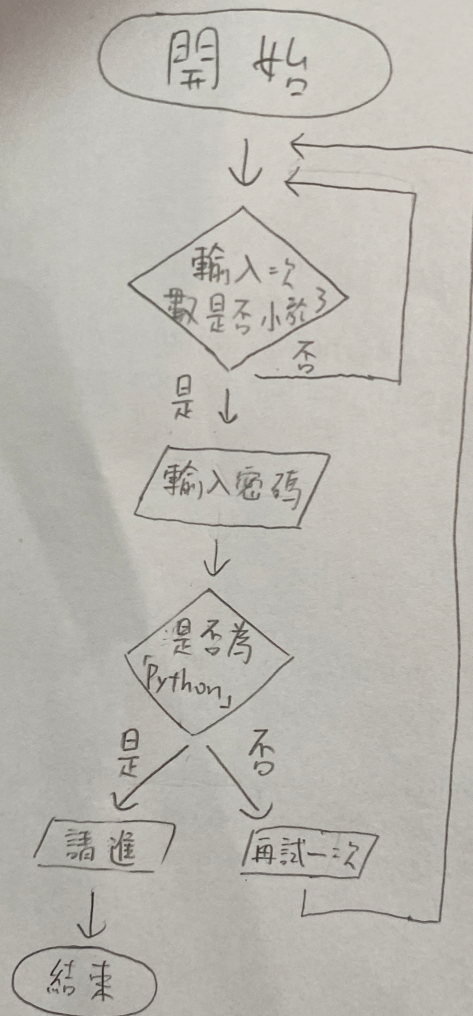 開始
輸入次
數是否小於3
否
是
輸入密碼
是否為
「Python」
是
否
請進
再試一次
結束